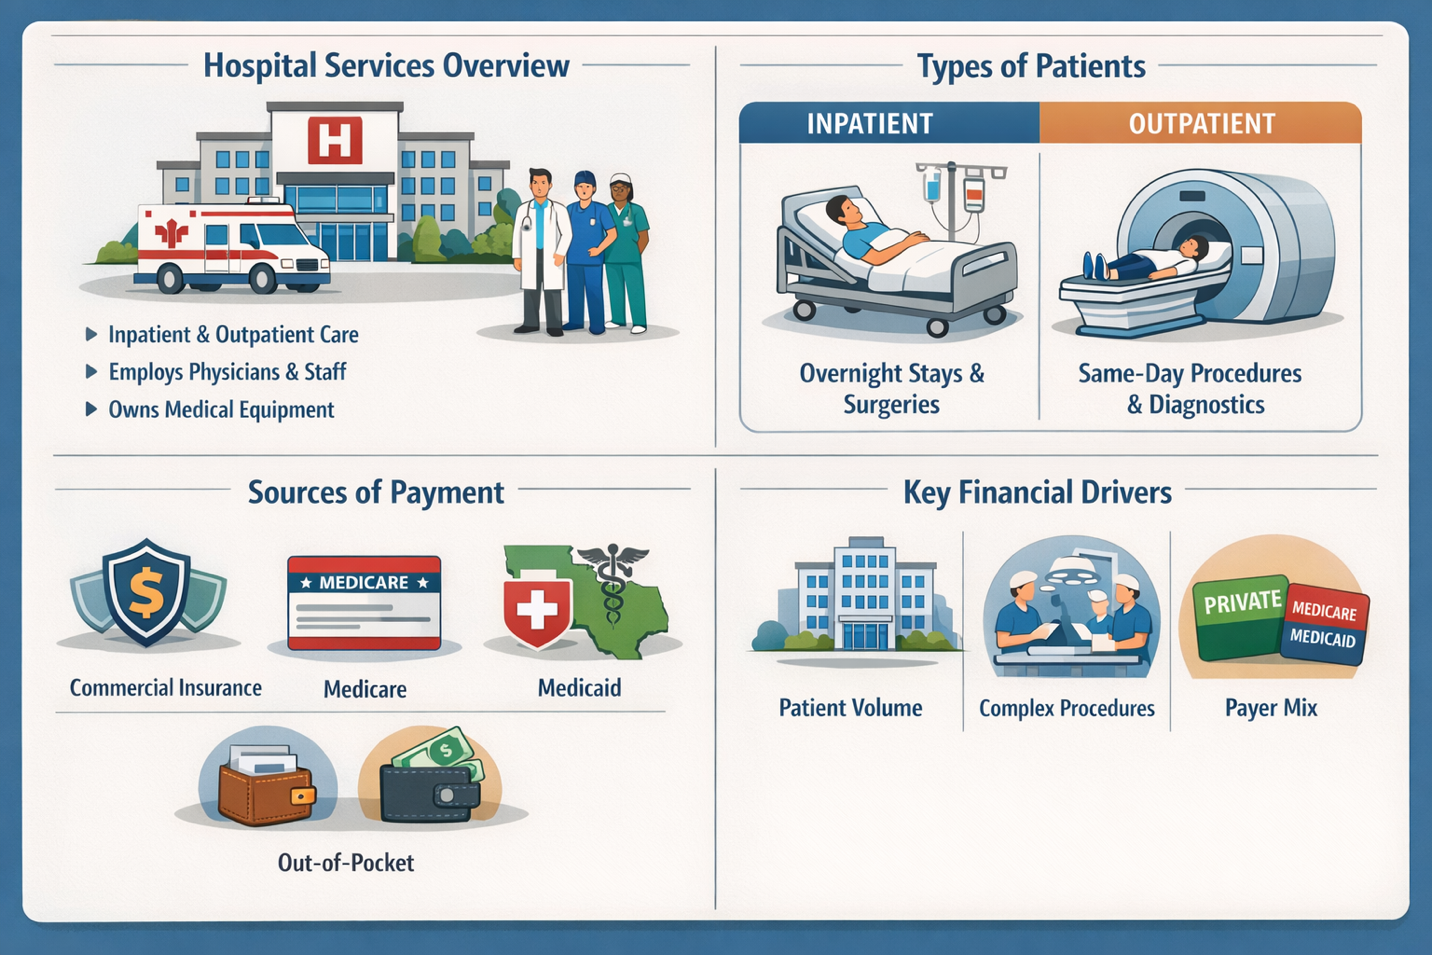 Hospital Services Overview
H
Inpatient & Outpatient Care
Employs Physicians & Staff
Owns Medical Equipment
Types of Patients
INPATIENT
OUTPATIENT
Overnight Stays &
Surgeries
Same-Day Procedures
& Diagnostics
Sources of Payment
$
MEDICARE
Commercial Insurance
Medicare
Medicaid
$
Out-of-Pocket
Key Financial Drivers
PRIVATE
MEDICARE
MEDICAID
Patient Volume
Complex Procedures
Payer Mix